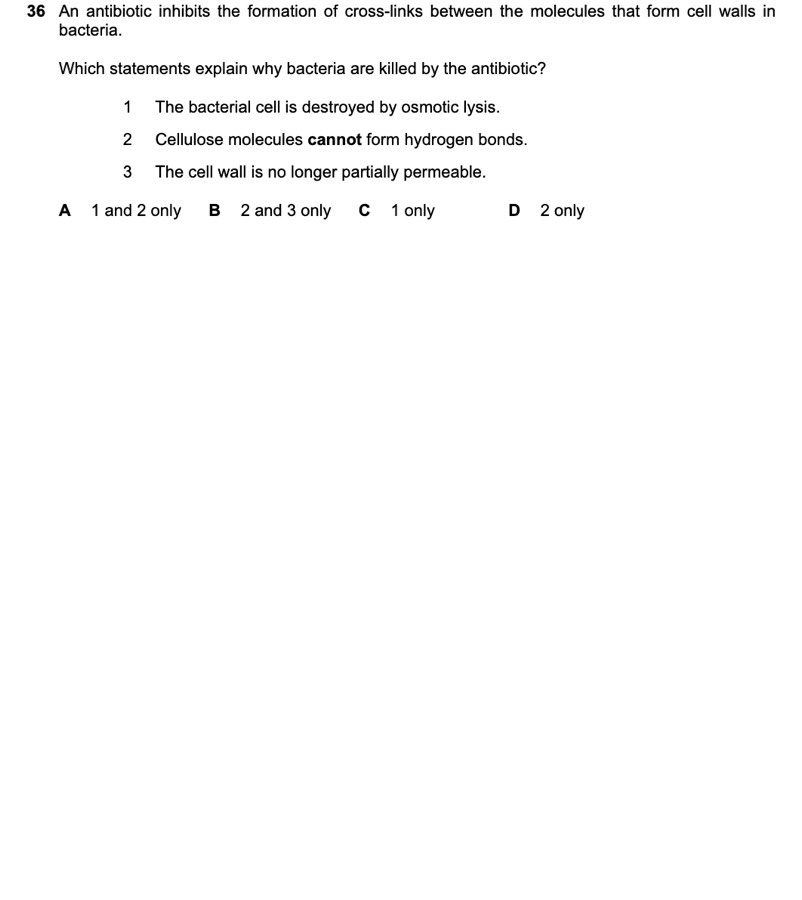 36 An antibiotic inhibits the formation of cross-links between the molecules that form cell walls in
bacteria.
Which statements explain why bacteria are killed by the antibiotic?
1 The bacterial cell is destroyed by osmotic lysis.
2 Cellulose molecules cannot form hydrogen bonds.
3 The cell wall is no longer partially permeable.
A 1 and 2 only B 2 and 3 only C 1 only D 2 only